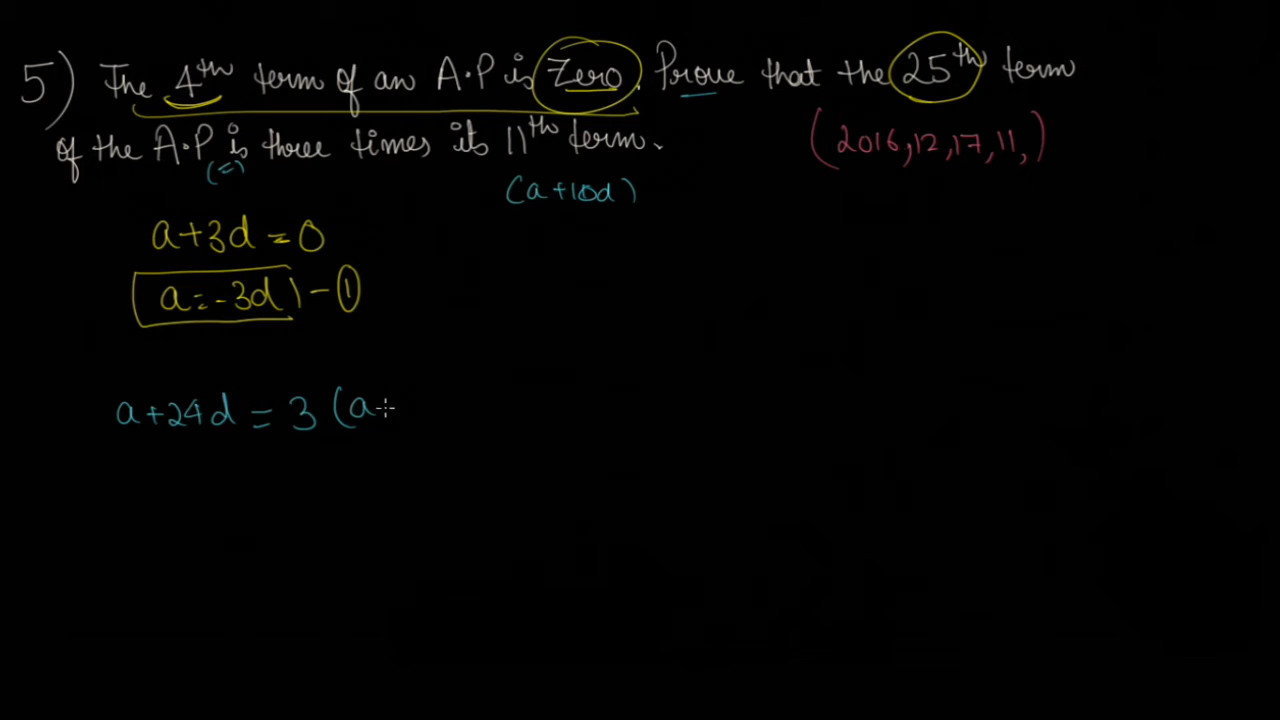 5) The 4th term of an A.P is Zero. Prove that the 25th term
of the A.P is three times its 11th term.
(2016,12,17,11,)
(=)
(a+10d)
a+3d=0
a=-3d) - ①
a+24d = 3 (a+